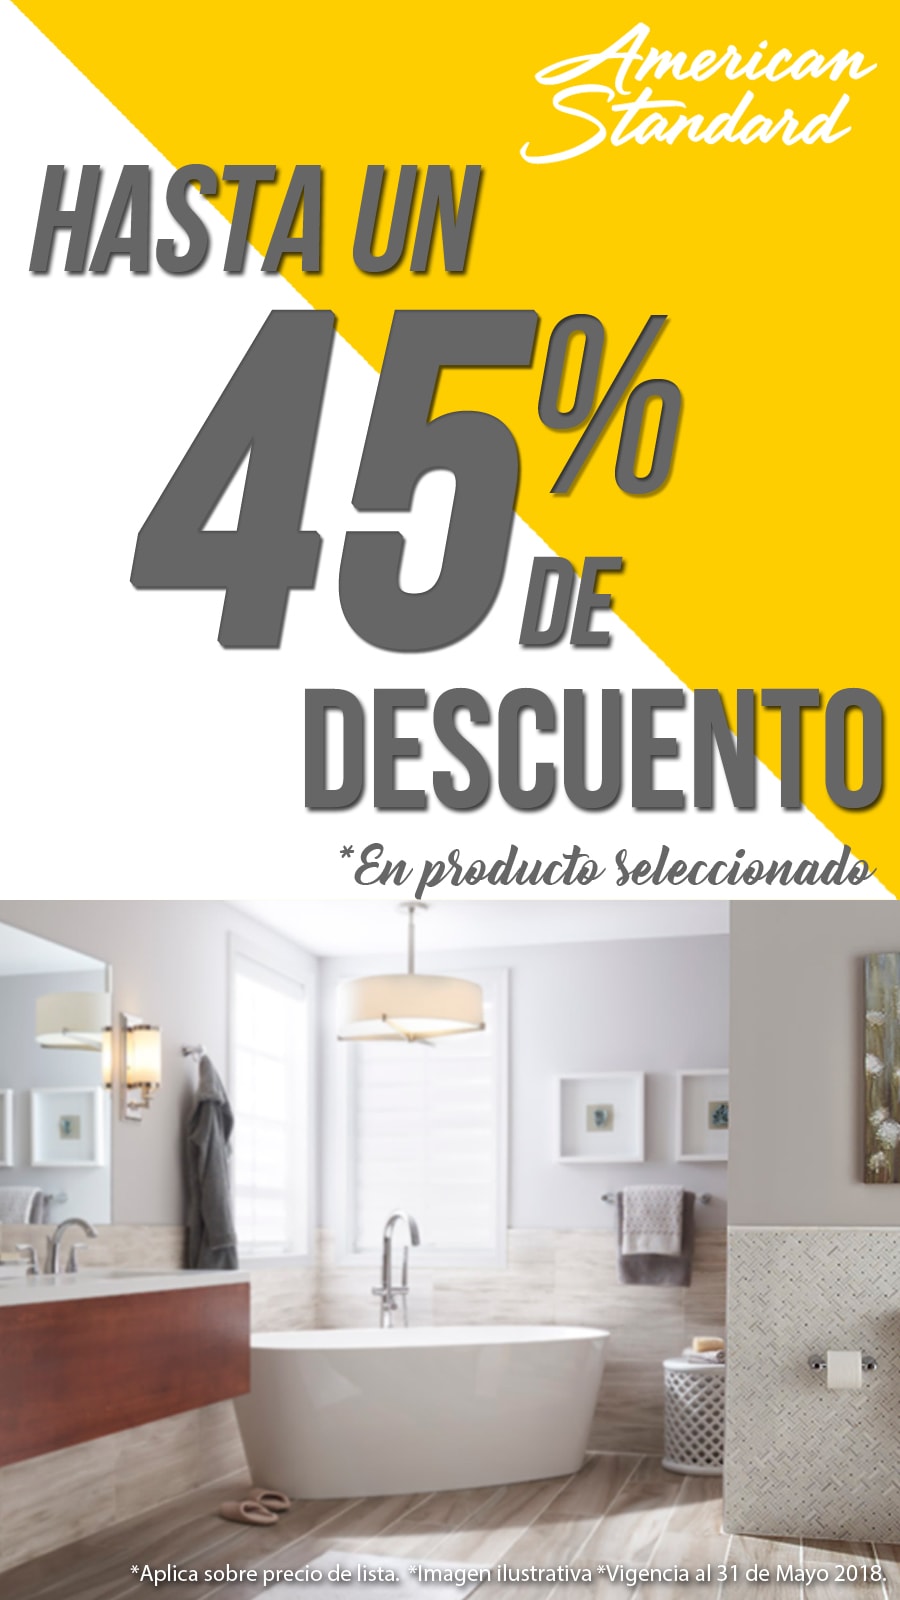 American
Standard
HASTA UN
45%
DE
DESCUENTO
*En producto seleccionado
*Aplica sobre precio de lista. *Imagen ilustrativa *Vigencia al 31 de Mayo 2018.